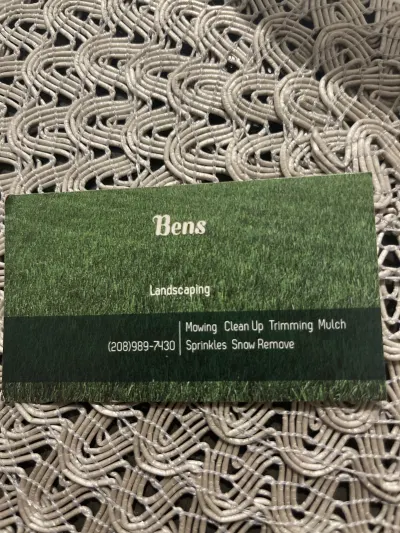 Bens
Landscaping
(208)989-7430
Mowing Clean Up Trimming Mulch
Sprinkles Snow Remove